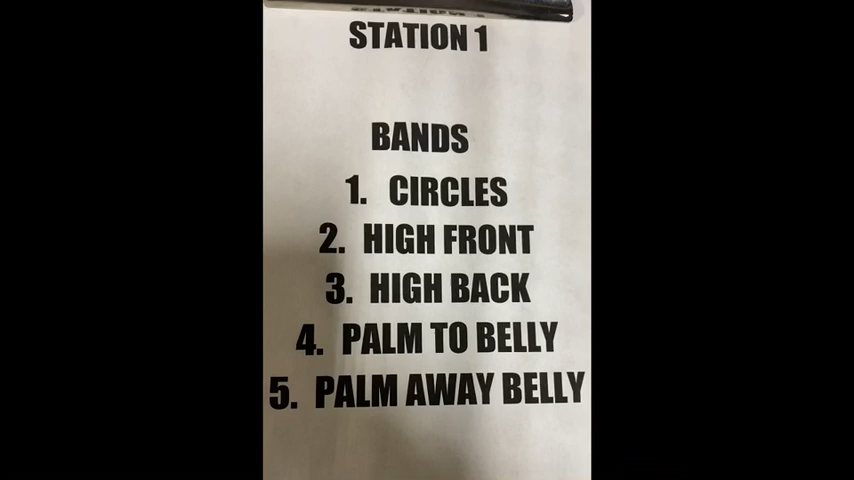 STATION 1
BANDS
1. CIRCLES
2. HIGH FRONT
3. HIGH BACK
4. PALM TO BELLY
5. PALM AWAY BELLY